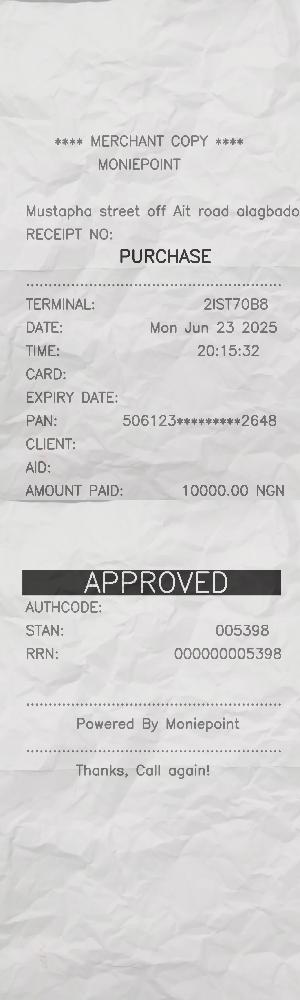 **** MERCHANT COPY ****
MONIEPOINT
Mustapha street off Ait road alagbado
RECEIPT NO:
PURCHASE
TERMINAL: 2IST70B8
DATE: Mon Jun 23 2025
TIME: 20:15:32
CARD:
EXPIRY DATE:
PAN: 506123*********2648
CLIENT:
AID:
AMOUNT PAID: 10000.00 NGN
APPROVED
AUTHCODE:
STAN: 005398
RRN: 000000005398
Powered By Moniepoint
Thanks, Call again!